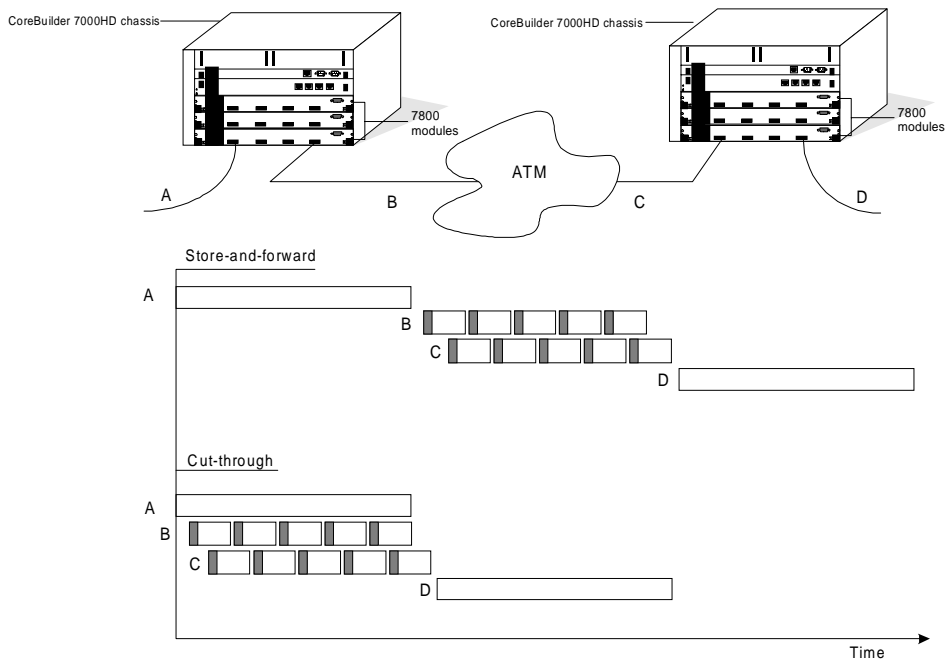 CoreBuilder 7000HD chassis
CoreBuilder 7000HD chassis
7800
modules
7800
modules
ATM
A
B
C
D
Store-and-forward
A
B
C
D
Cut-through
A
B
C
D
Time